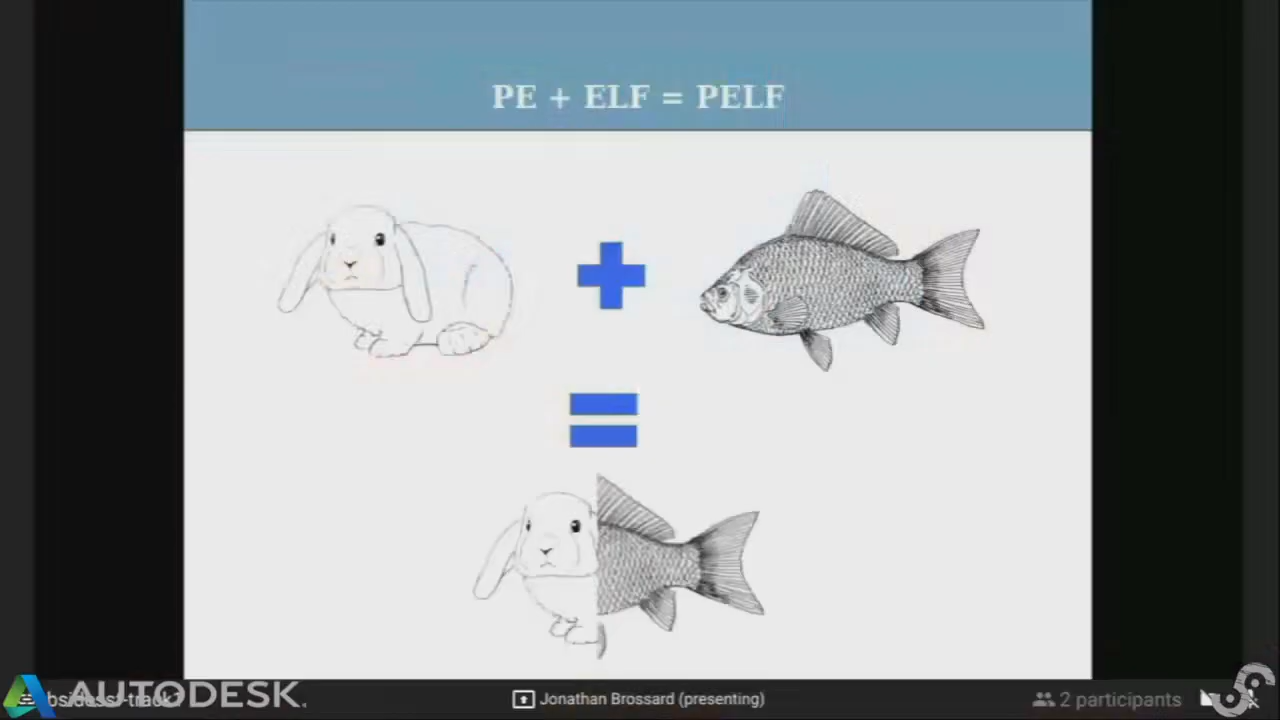 PE + ELF = PELF
AUTODESK.
Jonathan Brossard (presenting)
2 participants